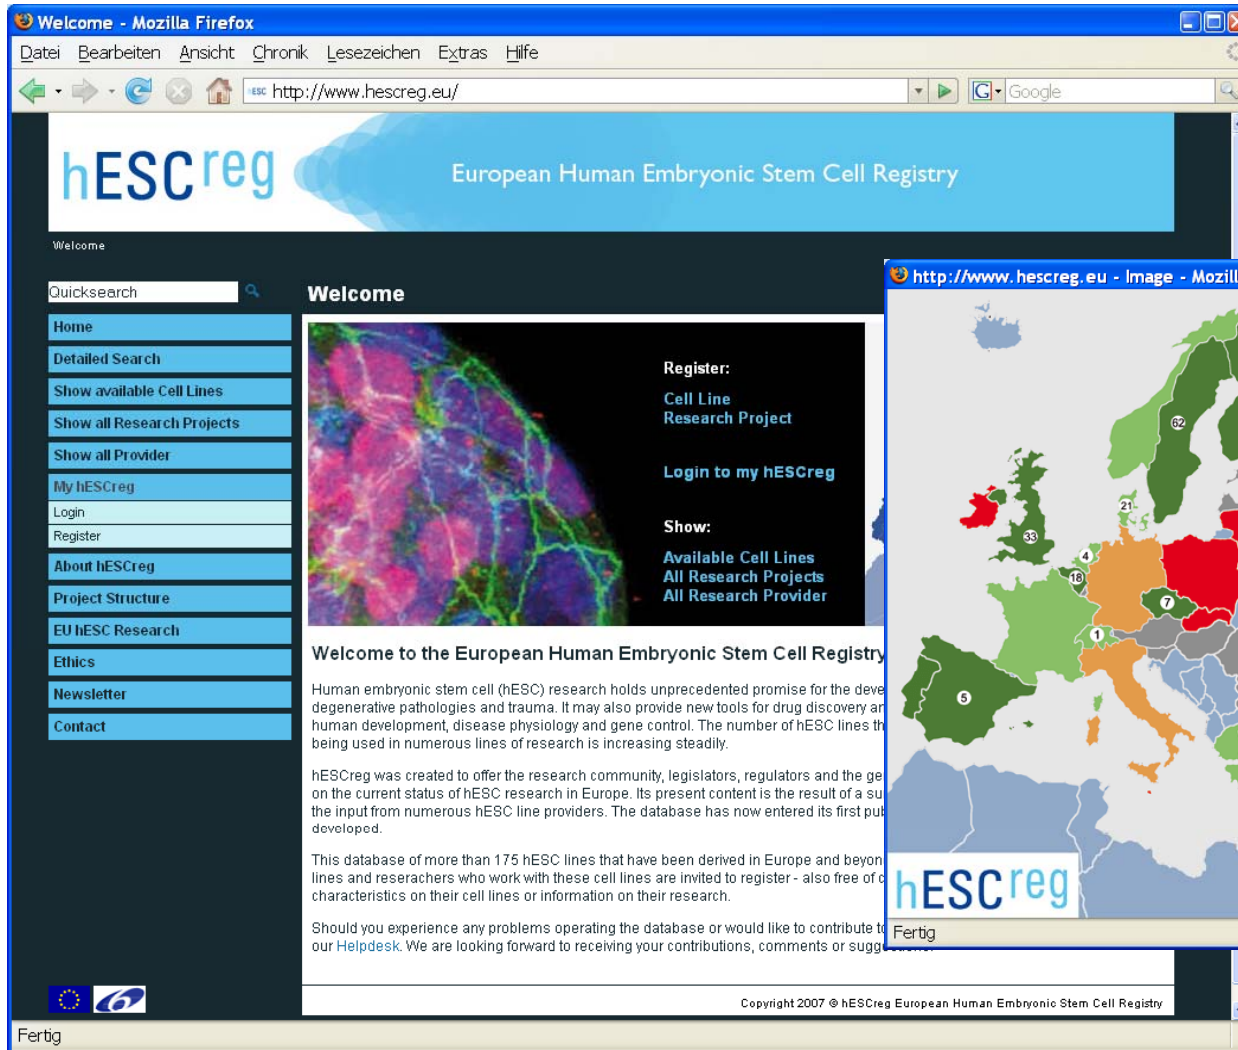 Welcome - Mozilla Firefox
Datei Bearbeiten Ansicht Chronik Lesezeichen Extras Hilfe
ESC http://www.hescreg.eu/
G Google
hESCreg
European Human Embryonic Stem Cell Registry
Welcome
Quicksearch
Home
Detailed Search
Show available Cell Lines
Show all Research Projects
Show all Provider
My hESCreg
Login
Register
About hESCreg
Project Structure
EU hESC Research
Ethics
Newsletter
Contact
Welcome
Register:
Cell Line
Research Project
Login to my hESCreg
Show:
Available Cell Lines
All Research Projects
All Research Provider
Welcome to the European Human Embryonic Stem Cell Registry
Human embryonic stem cell (hESC) research holds unprecedented promise for the deve
degenerative pathologies and trauma. It may also provide new tools for drug discovery an
human development, disease physiology and gene control. The number of hESC lines th
being used in numerous lines of research is increasing steadily.
hESCreg was created to offer the research community, legislators, regulators and the ge
on the current status of hESC research in Europe. Its present content is the result of a su
the input from numerous hESC line providers. The database has now entered its first pub
developed.
This database of more than 175 hESC lines that have been derived in Europe and beyon
lines and reserachers who work with these cell lines are invited to register - also free of c
characteristics on their cell lines or information on their research.
Should you experience any problems operating the database or would like to contribute to
our Helpdesk. We are looking forward to receiving your contributions, comments or
Copyright 2007 © hESCreg European Human Embryonic Stem Cell Registry
Fertig
http://www.hescreg.eu - Image - Mozill
62
21
33
4
18
7
1
5
hESCreg
Fertig